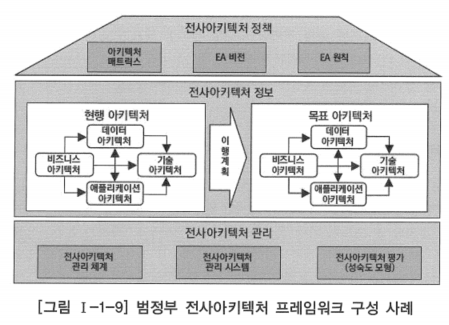 전사아키텍처 정책
아키텍처
매트릭스
EA 비전
EA 원칙
전사아키텍처 정보
현행 아키텍처
데이터
아키텍처
비즈니스
아키텍처
기술
아키텍처
애플리케이션
아키텍처
이
행
계
획
목표 아키텍처
데이터
아키텍처
비즈니스
아키텍처
기술
아키텍처
애플리케이션
아키텍처
전사아키텍처 관리
전사아키텍처
관리 체계
전사아키텍처
관리 시스템
전사아키텍처 평가
(성숙도 모형)
[그림 Ⅰ-1-9] 범정부 전사아키텍처 프레임워크 구성 사례